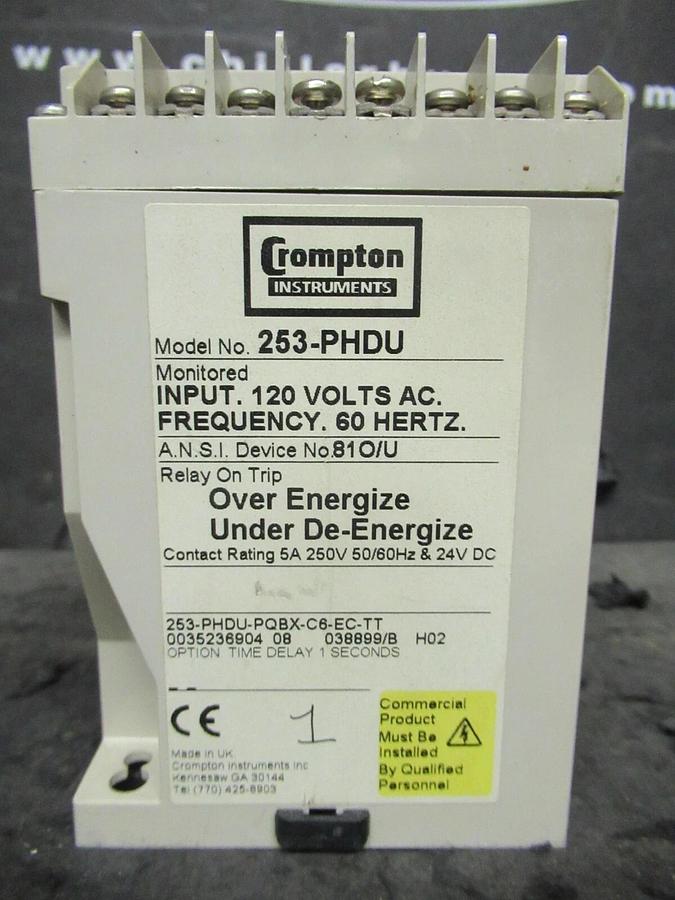 Crompton
INSTRUMENTS
Model No. 253-PHDU
Monitored
INPUT. 120 VOLTS AC.
FREQUENCY. 60 HERTZ.
A.N.S.I. Device No.81O/U
Relay On Trip
Over Energize
Under De-Energize
Contact Rating 5A 250V 50/60Hz & 24V DC
253-PHDU-PQBX-C6-EC-TT
0035236904 08 038899/B H02
OPTION TIME DELAY 1 SECONDS
CE 1
Commercial
Product
Must Be
Installed
By Qualified
Personnel
Made in UK
Crompton Instruments Inc
Kennesaw GA 30144
Tel (770) 425-8903